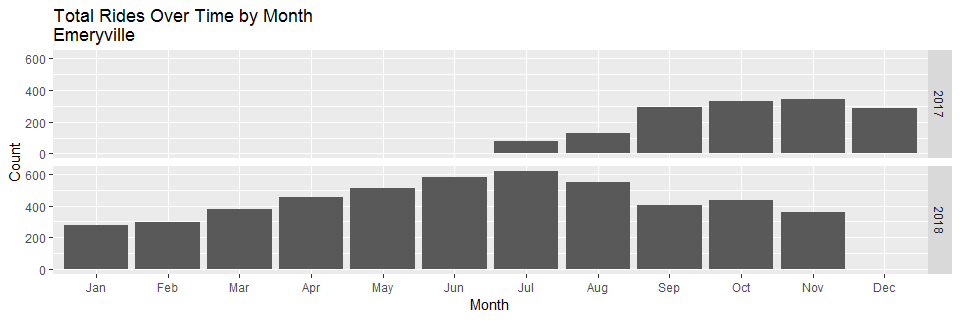 Total Rides Over Time by Month
Emeryville
600
400
200
0
2017
Count
600
400
200
0
2018
Jan Feb Mar Apr May Jun Jul Aug Sep Oct Nov Dec
Month